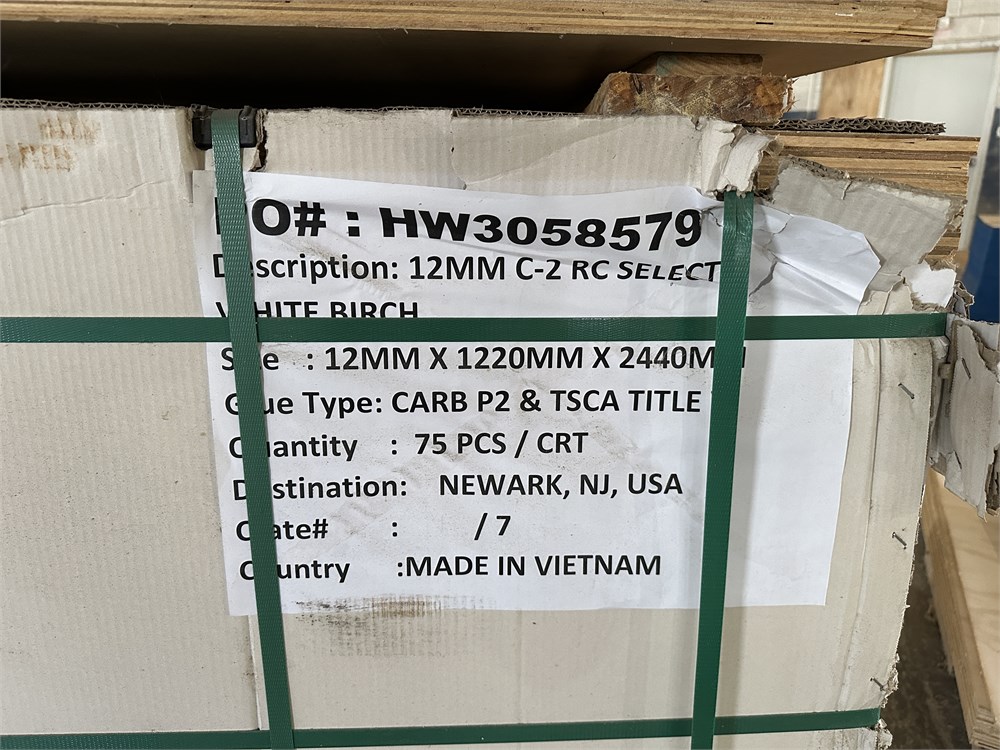 PO# : HW3058579
Description: 12MM C-2 RC SELECT
WHITE BIRCH
Size : 12MM X 1220MM X 2440MM
Glue Type: CARB P2 & TSCA TITLE
Quantity : 75 PCS / CRT
Destination: NEWARK, NJ, USA
Crate# : / 7
Country :MADE IN VIETNAM